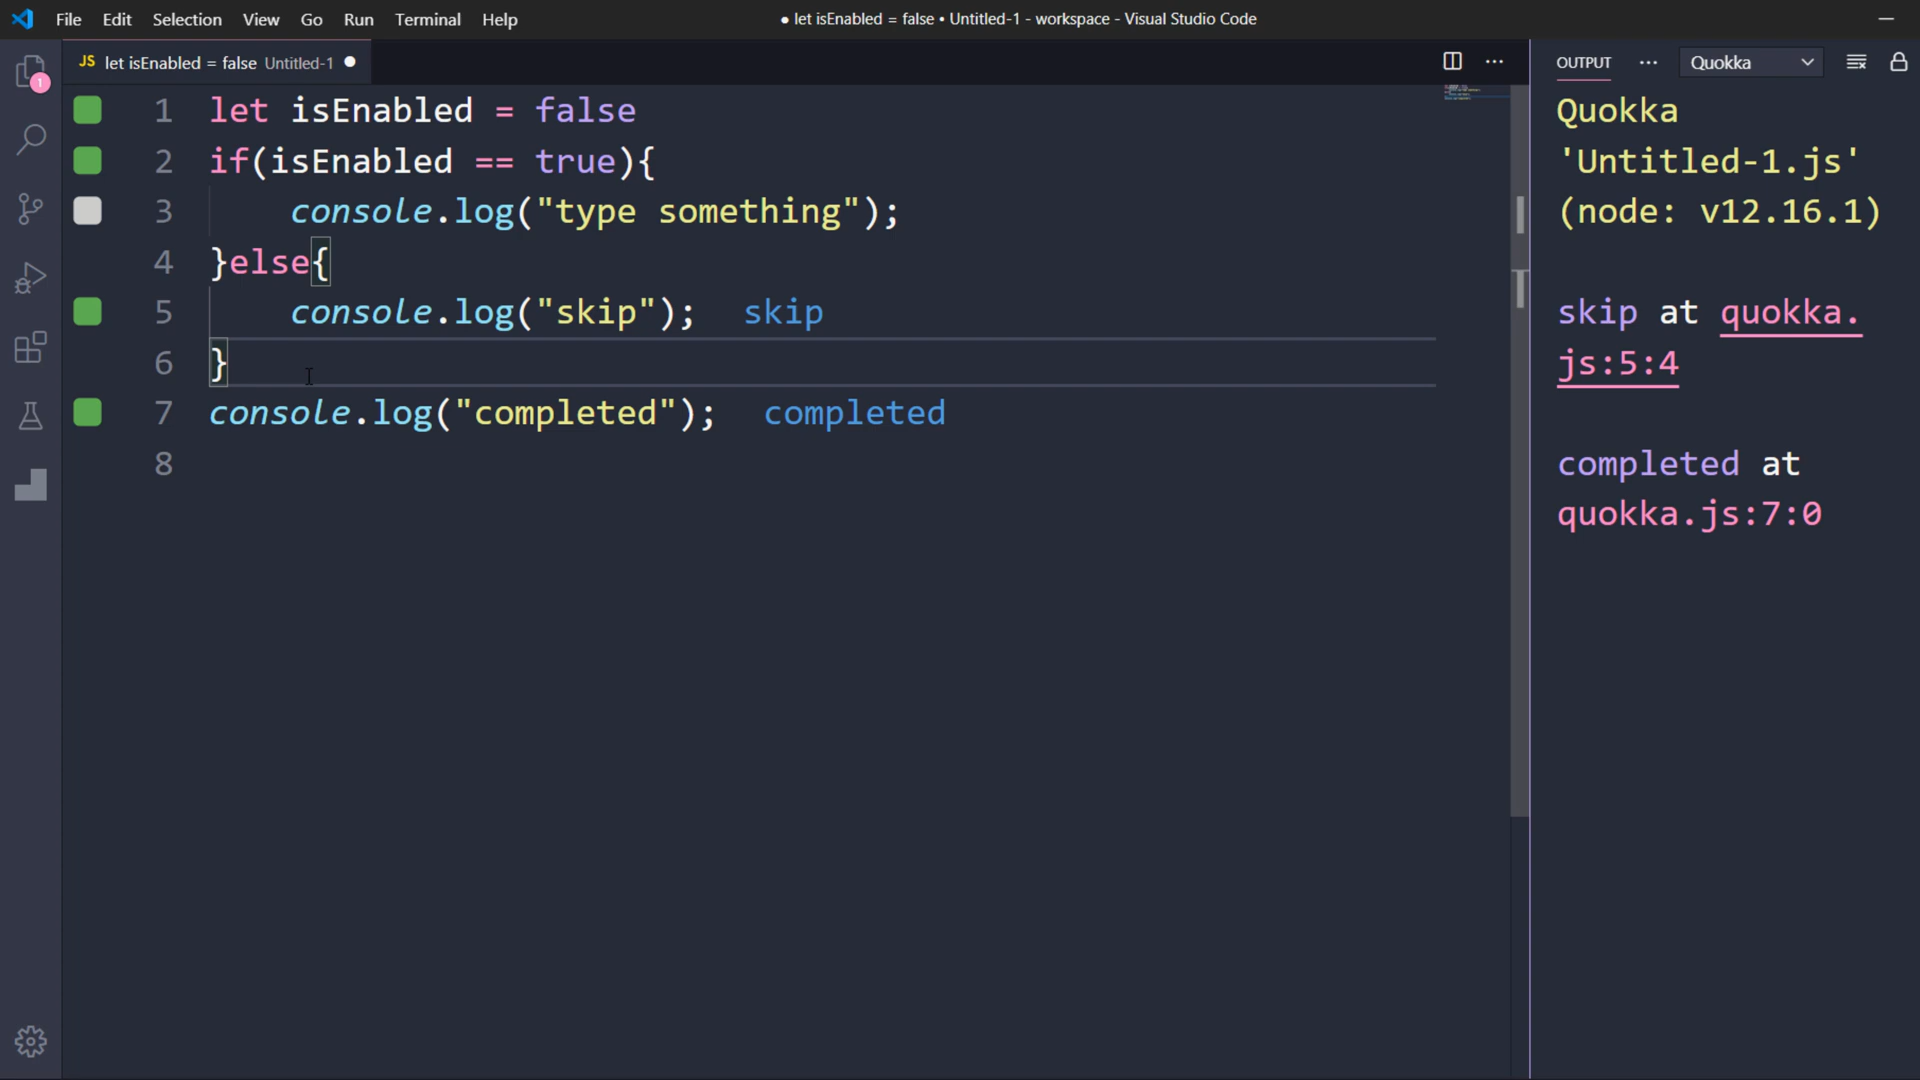 File Edit Selection View Go Run Terminal Help
● let isEnabled = false • Untitled-1 - workspace - Visual Studio Code
JS let isEnabled = false Untitled-1 ●
1
1 let isEnabled = false
2 if(isEnabled == true){
3 console.log("type something");
4 }else{
5 console.log("skip"); skip
6 }
7 console.log("completed"); completed
8
OUTPUT ··· Quokka
Quokka
'Untitled-1.js'
(node: v12.16.1)
skip at quokka.
js:5:4
completed at
quokka.js:7:0